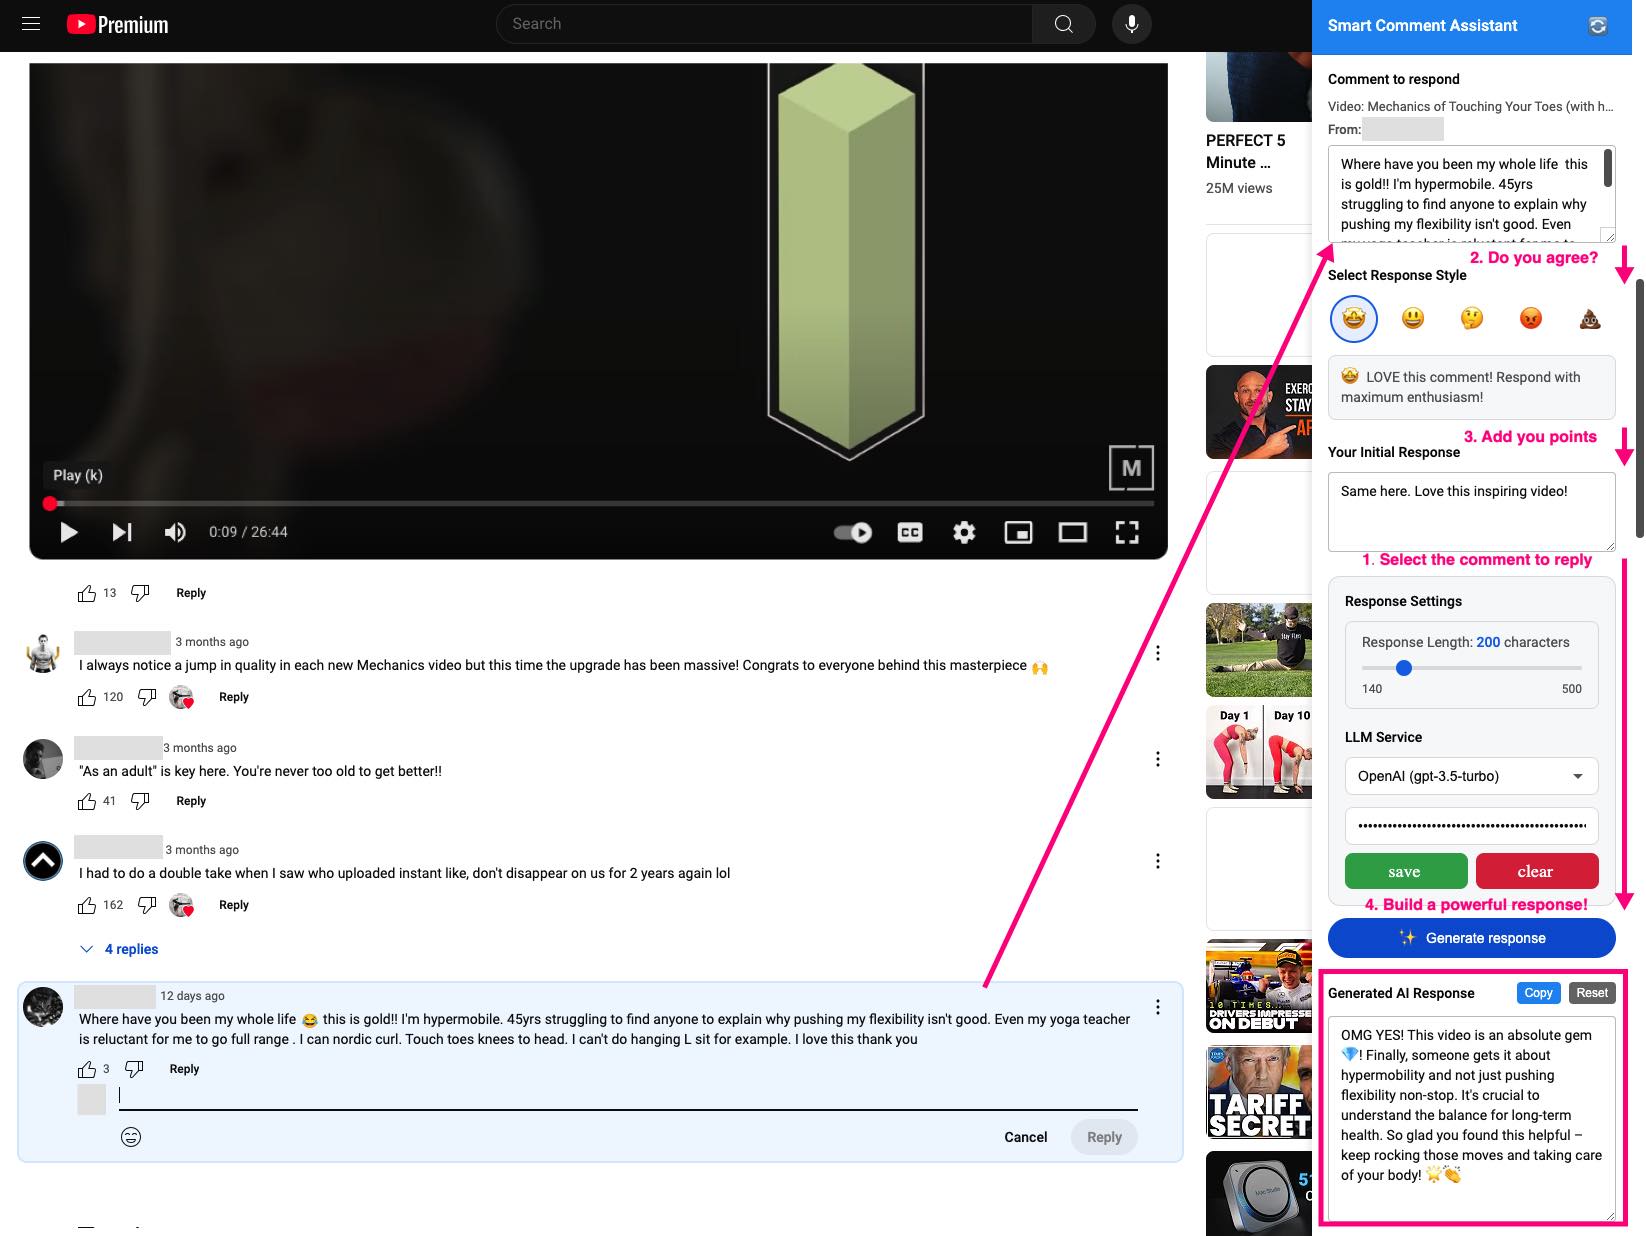 Premium
Search
Smart Comment Assistant
Comment to respond
Video: Mechanics of Touching Your Toes (with h...
From:
Where have you been my whole life this
is gold!! I'm hypermobile. 45yrs
struggling to find anyone to explain why
pushing my flexibility isn't good. Even
2. Do you agree?
Select Response Style
🤩 LOVE this comment! Respond with
maximum enthusiasm!
3. Add you points
Your Initial Response
Same here. Love this inspiring video!
1. Select the comment to reply
Response Settings
Response Length: 200 characters
140
500
LLM Service
OpenAI (gpt-3.5-turbo)
save
clear
4. Build a powerful response!
✨ Generate response
Generated AI Response
Copy
Reset
OMG YES! This video is an absolute gem
💎! Finally, someone gets it about
hypermobility and not just pushing
flexibility non-stop. It's crucial to
understand the balance for long-term
health. So glad you found this helpful –
keep rocking those moves and taking care
of your body! 🌟👏
M
Play (k)
0:09 / 26:44
CC
13
Reply
3 months ago
I always notice a jump in quality in each new Mechanics video but this time the upgrade has been massive! Congrats to everyone behind this masterpiece 🙌
120
Reply
3 months ago
"As an adult" is key here. You're never too old to get better!!
41
Reply
3 months ago
I had to do a double take when I saw who uploaded instant like, don't disappear on us for 2 years again lol
162
Reply
4 replies
12 days ago
Where have you been my whole life 😂 this is gold!! I'm hypermobile. 45yrs struggling to find anyone to explain why pushing my flexibility isn't good. Even my yoga teacher
is reluctant for me to go full range . I can nordic curl. Touch toes knees to head. I can't do hanging L sit for example. I love this thank you
3
Reply
Cancel
Reply
PERFECT 5
Minute ...
25M views
STAY
Day 1
Day 10
10 TIMES
DRIVERS
ON DEBUT
TARIFF
SECRET
Mac Studio